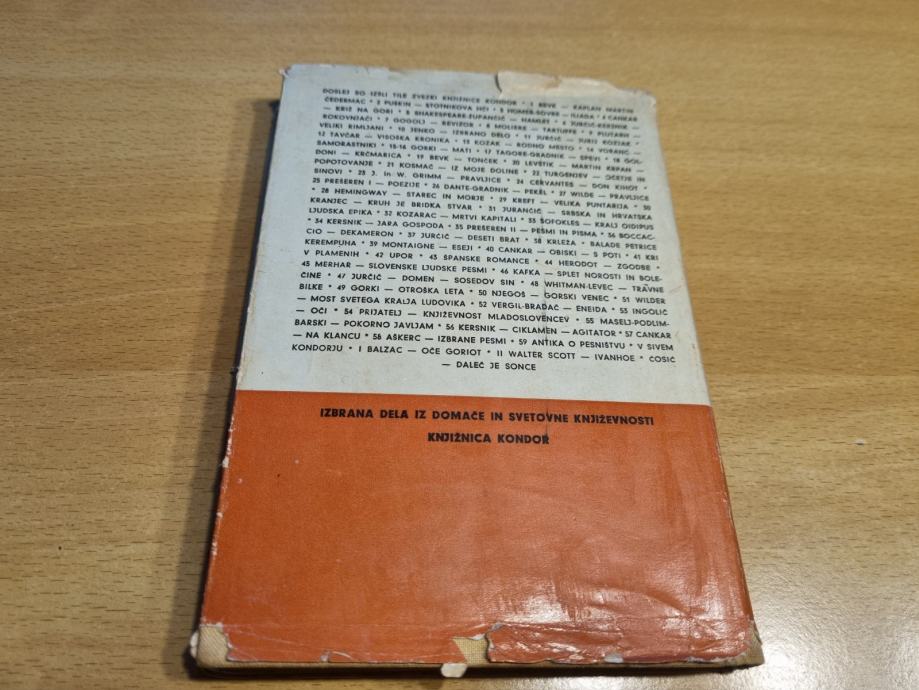 DOSLEJ SO IZŠLI TILE ZVEZKI KNJIŽNICE KONDOR * 1 BEVK — KAPLAN MARTIN
ČEDERMAC * 2 PUŠKIN — STOTNIKOVA HČI * 3 HOMER-SOVRE — ILIADA * 4 CANKAR
— KRIŽ NA GORI * 5 SHAKESPEARE-ŽUPANČIČ — HAMLET * 6 JURČIČ-KERSNIK —
ROKOVNJAČI * 7 GOGOLJ — REVIZOR * 8 MOLIERE — TARTUFFE * 9 PLUTARH —
VELIKI RIMLJANI * 10 JENKO — IZBRANO DELO * 11 JURČIČ — JURIJ KOZJAK *
12 TAVČAR — VISOŠKA KRONIKA * 13 KOZAK — RODNO MESTO * 14 VORANC —
SAMORASTNIKI * 15-16 GORKI — MATI * 17 TAGORE-GRADNIK — SPEVI * 18 GOL-
DONI — KRČMARICA * 19 BEVK — TONČEK * 20 LEVSTIK — MARTIN KRPAN —
POPOTOVANJE * 21 KOSMAČ — IZ MOJE DOLINE * 22 TURGENJEV — OČETJE IN
SINOVI * 23 J. in W. GRIMM — PRAVLJICE * 24 CERVANTES — DON KIHOT *
25 PREŠEREN I — POEZIJE * 26 DANTE-GRADNIK — PEKEL * 27 WILDE — PRAVLJICE
* 28 HEMINGWAY — STAREC IN MORJE * 29 KREFT — VELIKA PUNTARIJA * 30
KRANJEC — KRUH JE BRIDKA STVAR * 31 JURANČIČ — SRBSKA IN HRVATSKA
LJUDSKA EPIKA * 32 KOZARAC — MRTVI KAPITALI * 33 SOFOKLES — KRALJ OIDIPUS
* 34 KERSNIK — JARA GOSPODA * 35 PREŠEREN II — PESMI IN PISMA * 36 BOCCAC-
CIO — DEKAMERON * 37 JURČIČ — DESETI BRAT * 38 KRLEŽA — BALADE PETRICE
KEREMPUHA * 39 MONTAIGNE — ESEJI * 40 CANKAR — OBISKI — S POTI * 41 KRI
V PLAMENIH * 42 UPOR * 43 ŠPANSKE ROMANCE * 44 HERODOT — ZGODBE *
45 MERHAR — SLOVENSKE LJUDSKE PESMI * 46 KAFKA — SPLET NOROSTI IN BOLE-
ČINE * 47 JURČIČ — DOMEN — SOSEDOV SIN * 48 WHITMAN-LEVEC — TRAVNE
BILKE * 49 GORKI — OTROŠKA LETA * 50 NJEGOŠ — GORSKI VENEC * 51 WILDER
— MOST SVETEGA KRALJA LUDOVIKA * 52 VERGIL-BRADAČ — ENEIDA * 53 INGOLIČ
— OČI * 54 PRIJATELJ — KNJIŽEVNOST MLADOSLOVENCEV * 55 MASELJ-PODLIM-
BARSKI — POKORNO JAVLJAM * 56 KERSNIK — CIKLAMEN — AGITATOR * 57 CANKAR
— NA KLANCU * 58 AŠKERC — IZBRANE PESMI * 59 ANTIKA O PESNIŠTVU * V SIVEM
KONDORJU * I BALZAC — OČE GORIOT * II WALTER SCOTT — IVANHOE * ĆOSIĆ
— DALEČ JE SONCE
IZBRANA DELA IZ DOMAČE IN SVETOVNE KNJIŽEVNOSTI
KNJIŽNICA KONDOR